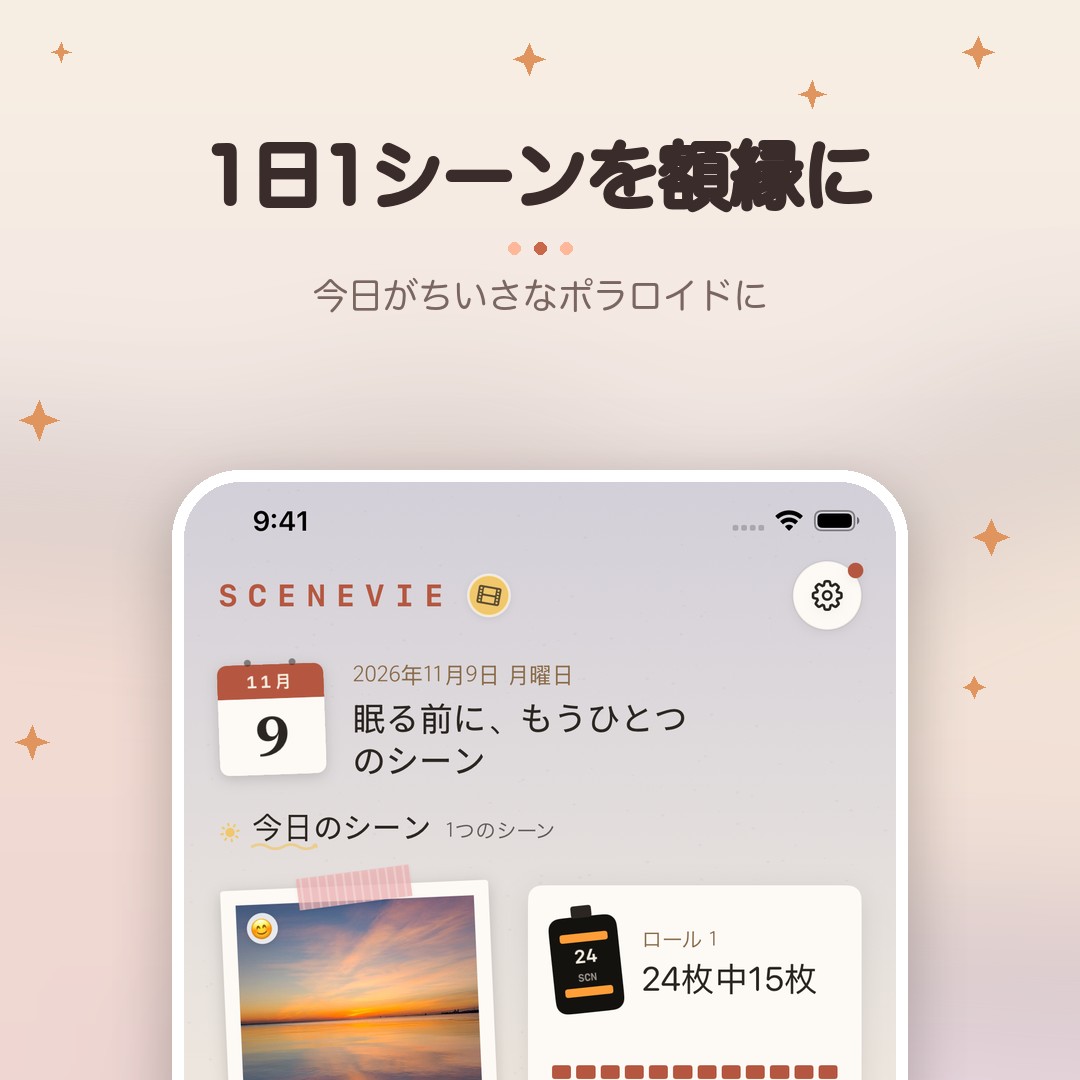 1日1シーンを額縁に
今日がちいさなポラロイドに
9:41
SCENEVIE
11月
9
2026年11月9日 月曜日
眠る前に、もうひとつ
のシーン
今日のシーン 1つのシーン
24
SCN
ロール 1
24枚中15枚